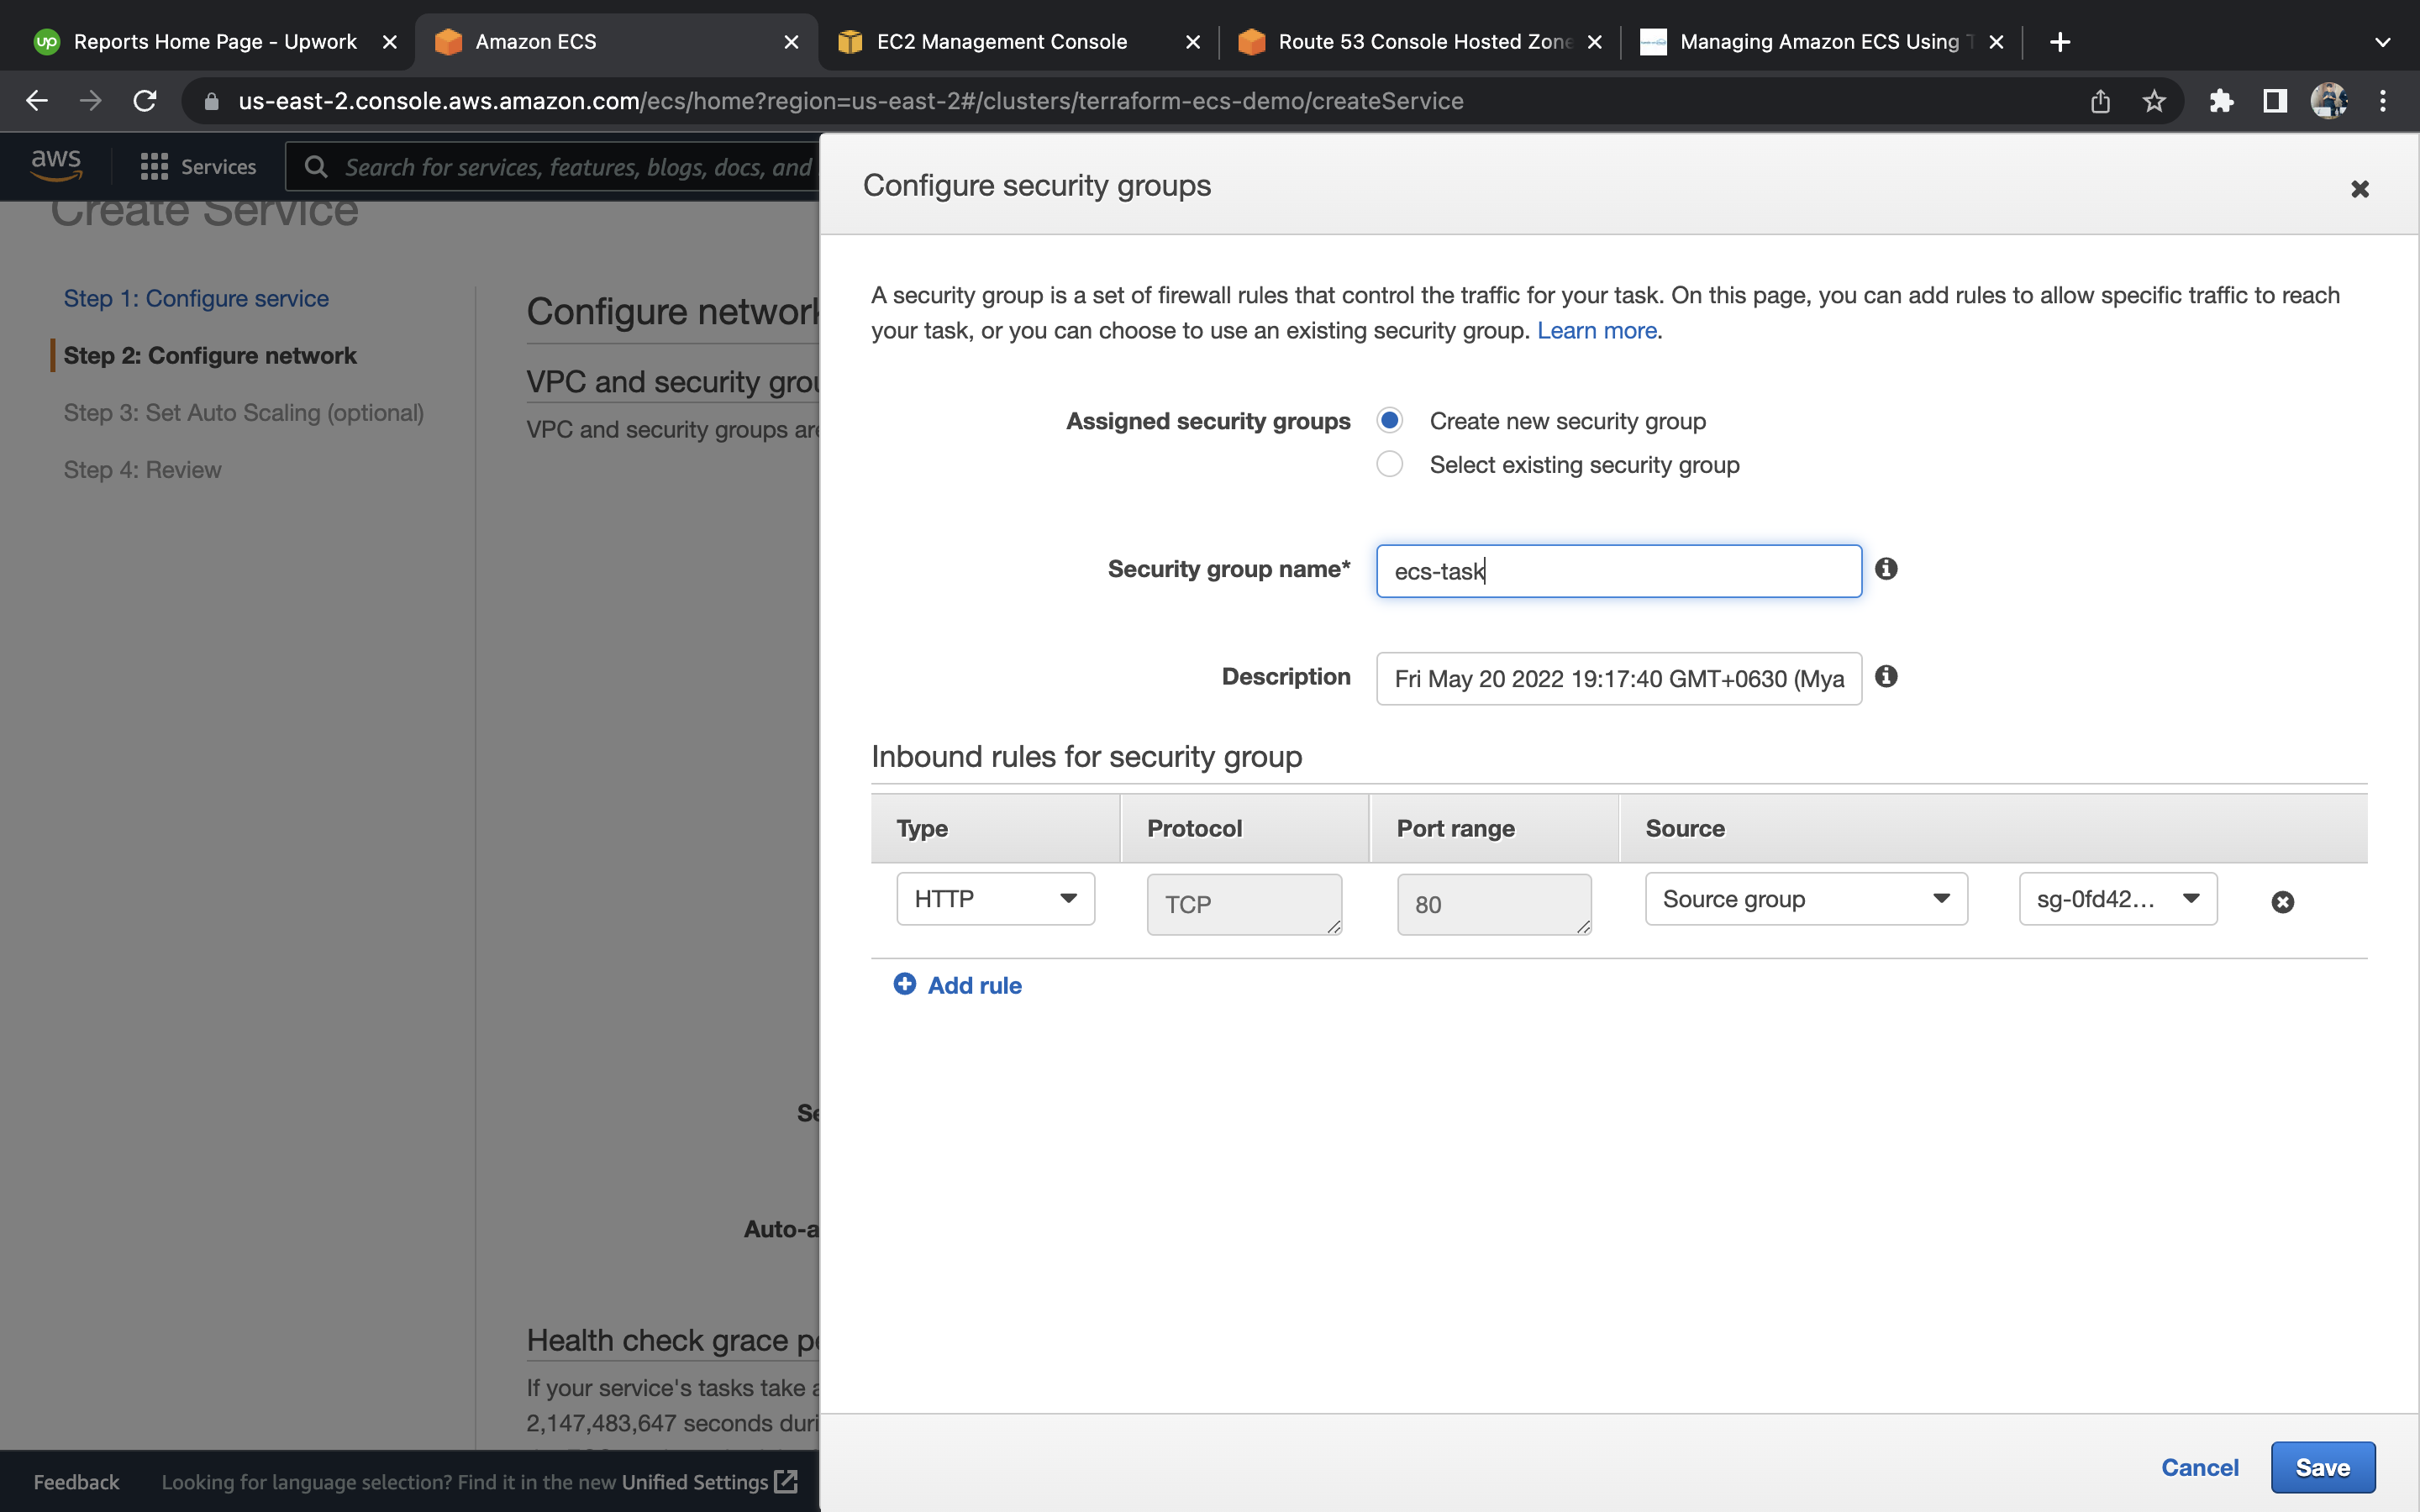 Reports Home Page - Upwork
Amazon ECS
EC2 Management Console
Route 53 Console Hosted Zone
Managing Amazon ECS Using T
us-east-2.console.aws.amazon.com/ecs/home?region=us-east-2#/clusters/terraform-ecs-demo/createService
aws
Services
Search for services, features, blogs, docs, and
Create Service
Step 1: Configure service
Step 2: Configure network
Step 3: Set Auto Scaling (optional)
Step 4: Review
Configure network
VPC and security grou
VPC and security groups are
Se
Auto-a
Health check grace pe
If your service's tasks take a
2,147,483,647 seconds duri
Configure security groups
A security group is a set of firewall rules that control the traffic for your task. On this page, you can add rules to allow specific traffic to reach
your task, or you can choose to use an existing security group. Learn more.
Assigned security groups
Create new security group
Select existing security group
Security group name*
ecs-task
Description
Fri May 20 2022 19:17:40 GMT+0630 (Mya
Inbound rules for security group
Type Protocol Port range Source
HTTP TCP 80 Source group sg-0fd42...
Add rule
Cancel Save
Feedback Looking for language selection? Find it in the new Unified Settings